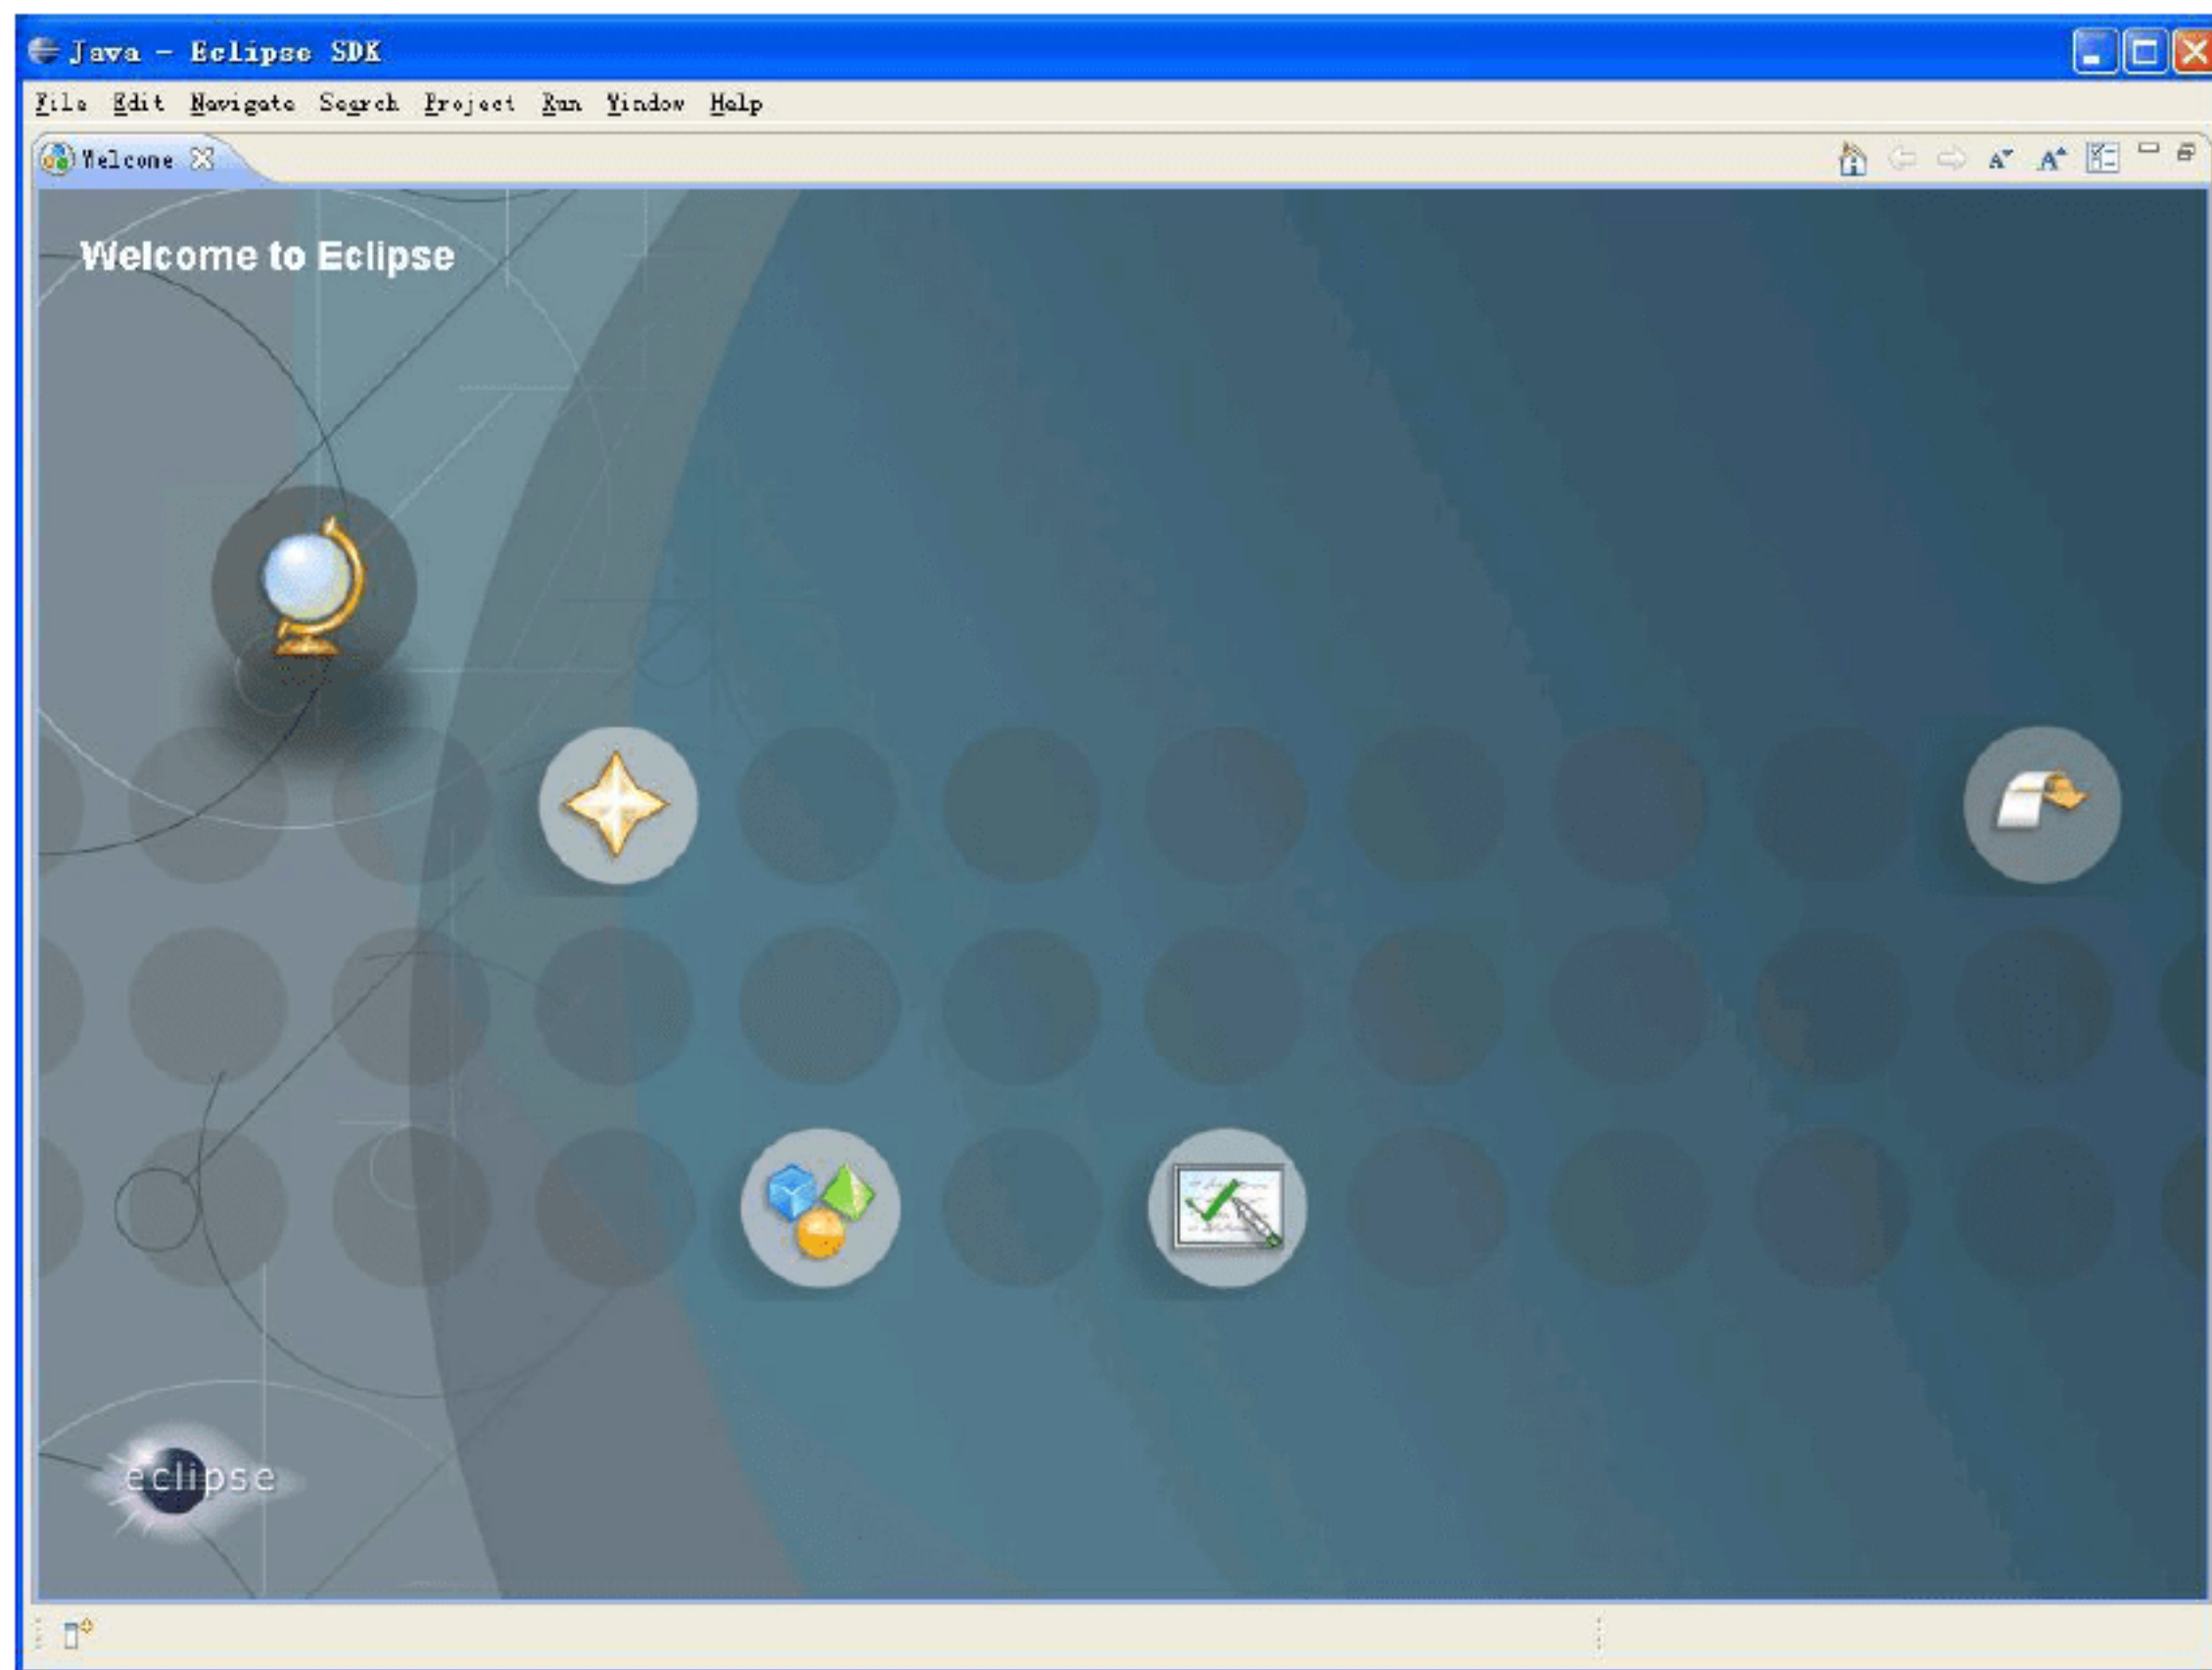 Java - Eclipse SDK
File Edit Navigate Search Project Run Window Help
Welcome
Welcome to Eclipse
eclipse